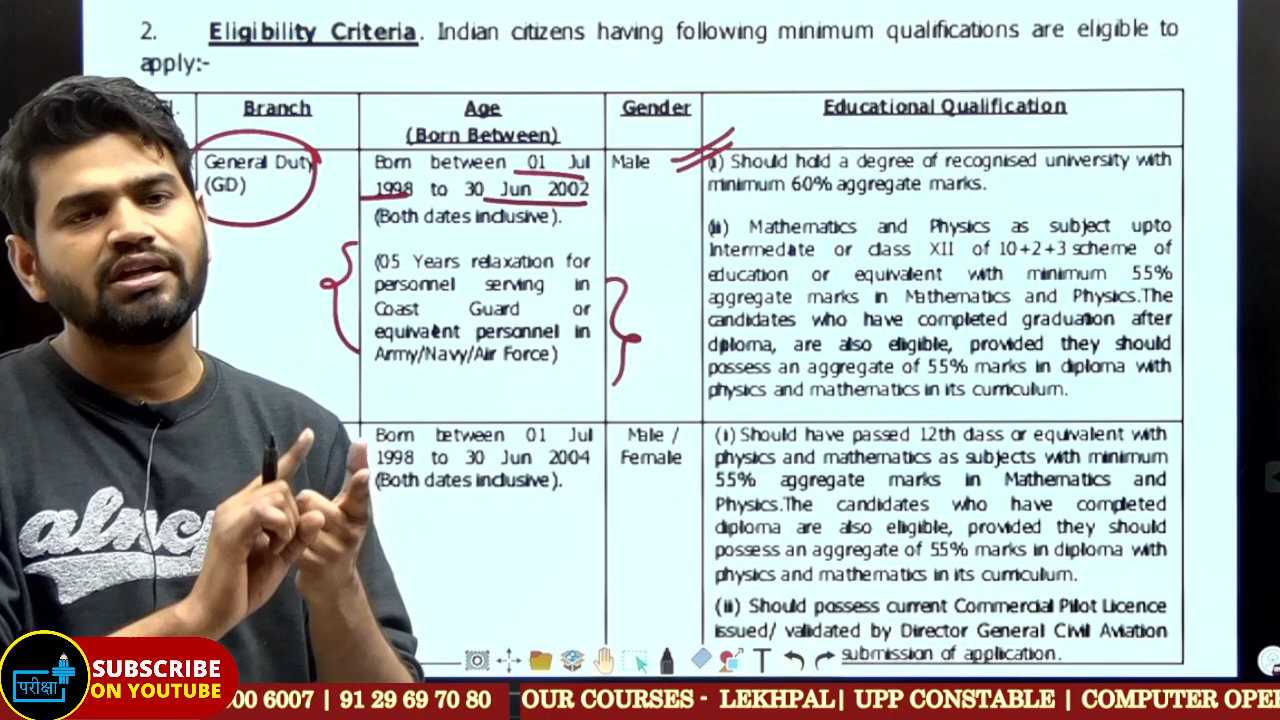 2. Eligibility Criteria. Indian citizens having following minimum qualifications are eligible to
apply:-
Branch
Age
(Born Between)
Gender
Educational Qualification
General Duty
(GD)
Born between 01 Jul
1998 to 30 Jun 2002
(Both dates inclusive).
(05 Years relaxation for
personnel serving in
Coast Guard or
equivalent personnel in
Army/Navy/Air Force)
Male
(i) Should hold a degree of recognised university with
minimum 60% aggregate marks.
(ii) Mathematics and Physics as subject upto
Intermediate or class XII of 10+2+3 scheme of
education or equivalent with minimum 55%
aggregate marks in Mathematics and Physics.The
candidates who have completed graduation after
diploma, are also eligible, provided they should
possess an aggregate of 55% marks in diploma with
physics and mathematics in its curriculum.
Born between 01 Jul
1998 to 30 Jun 2004
(Both dates inclusive).
Male /
Female
(i) Should have passed 12th class or equivalent with
physics and mathematics as subjects with minimum
55% aggregate marks in Mathematics and
Physics.The candidates who have completed
diploma are also eligible, provided they should
possess an aggregate of 55% marks in diploma with
physics and mathematics in its curriculum.
(ii) Should possess current Commercial Pilot Licence
issued/ validated by Director General Civil Aviation
submission of application.
परीक्षा
SUBSCRIBE
ON YOUTUBE
00 6007 | 91 29 69 70 80
OUR COURSES - LEKHPAL| UPP CONSTABLE | COMPUTER OPE